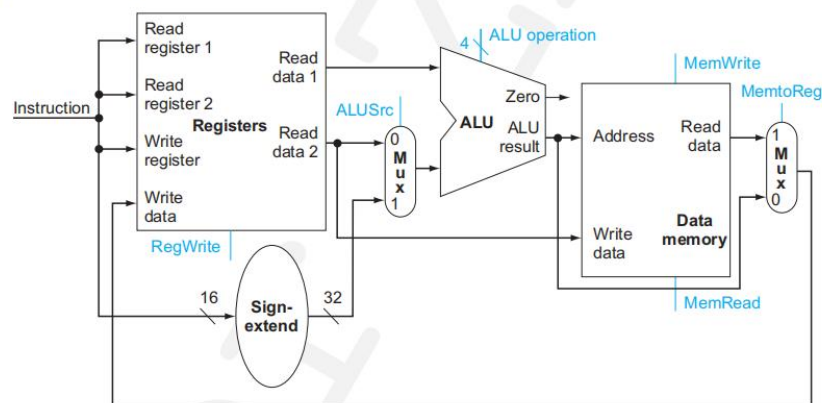 Instruction
Read
register 1
Read
register 2
Write
register
Write
data
Registers
Read
data 1
Read
data 2
RegWrite
16
Sign-
extend
32
ALUSrc
0
M
u
x
1
4
ALU operation
ALU
Zero
ALU
result
MemWrite
Address
Read
data
Write
data
Data
memory
MemRead
MemtoReg
1
M
u
x
0